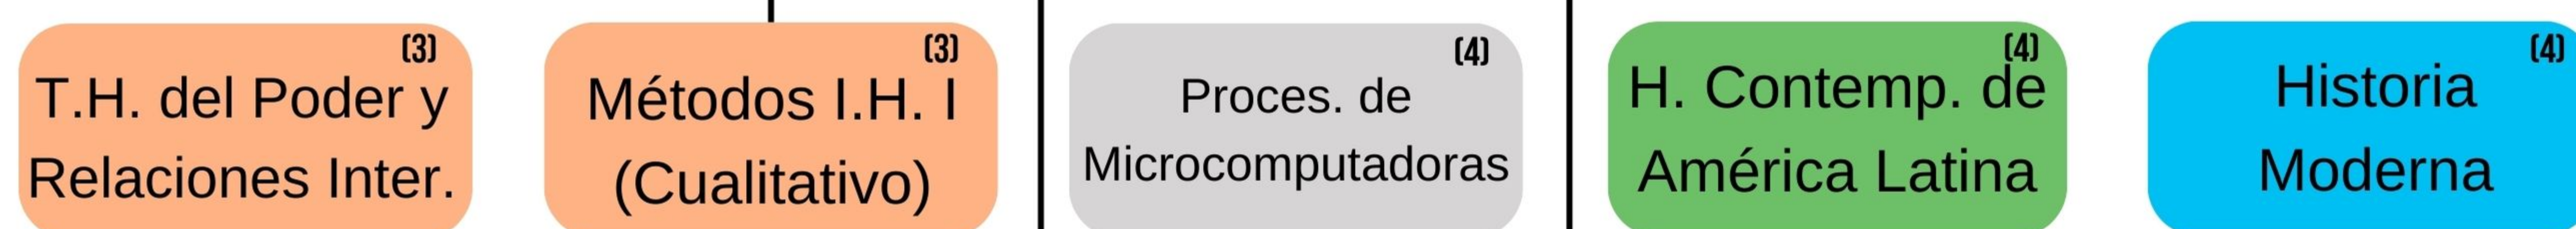 (3)
T.H. del Poder y
Relaciones Inter.
(3)
Métodos I.H. I
(Cualitativo)
(4)
Proces. de
Microcomputadoras
(4)
H. Contemp. de
América Latina
(4)
Historia
Moderna